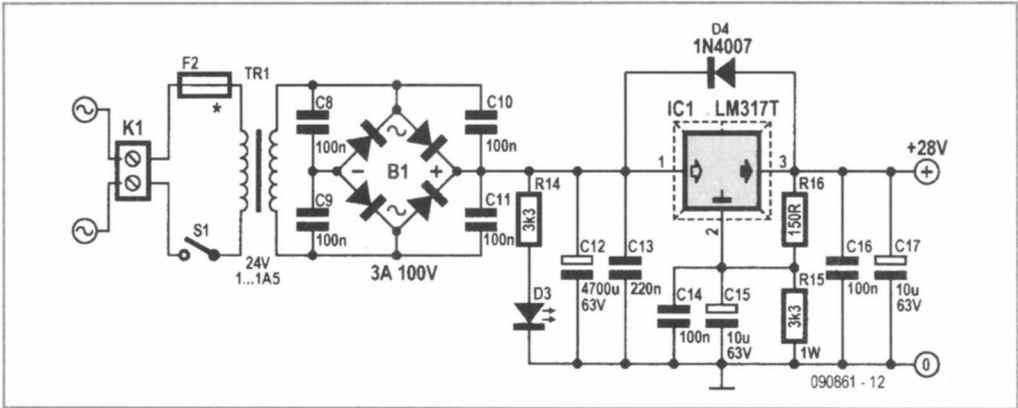 D4
1N4007
F2
TR1
*
K1
C8
100n
C10
100n
IC1 LM317T
+28V
1
3
B1
C9
100n
C11
100n
R14
3k3
R16
150R
2
S1
24V
1...1A5
3A 100V
C12
4700u
63V
C13
220n
C16
100n
C17
10u
63V
D3
C14
100n
C15
10u
63V
R15
3k3
1W
0
090861 - 12